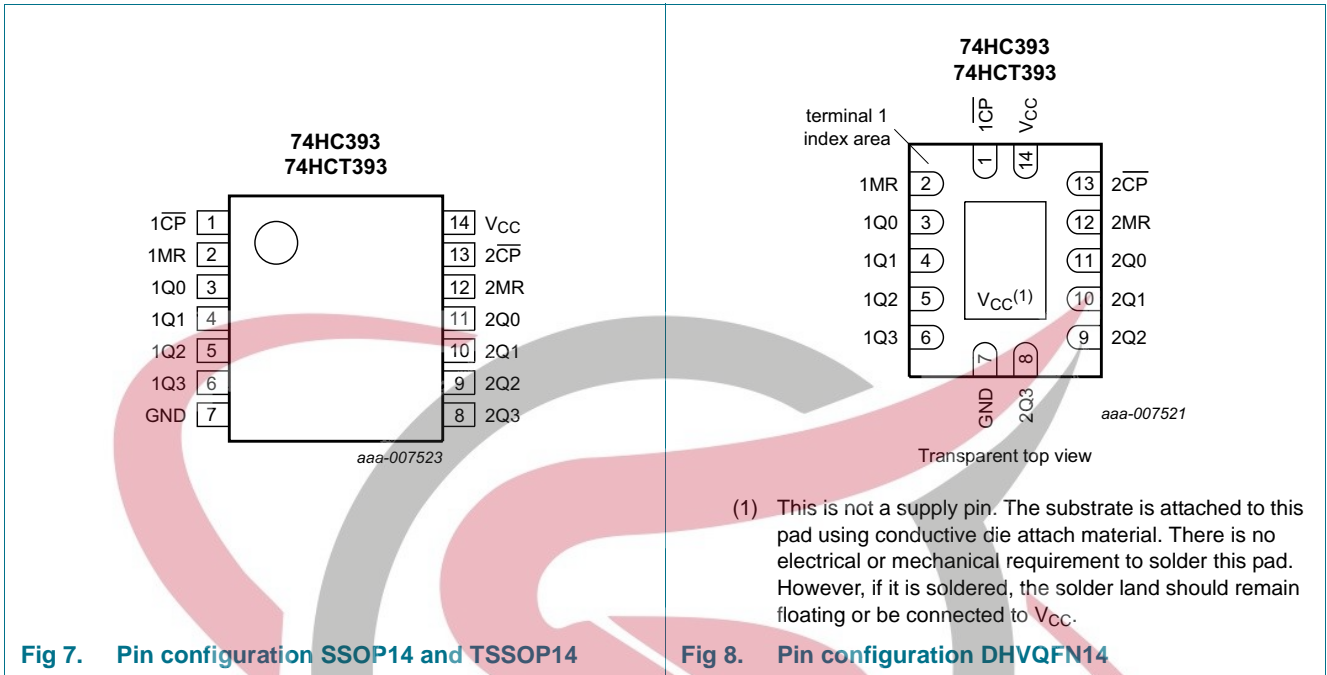 74HC393
74HCT393
1C̅P̅ 1
1MR 2
1Q0 3
1Q1 4
1Q2 5
1Q3 6
GND 7
14 VCC
13 2C̅P̅
12 2MR
11 2Q0
10 2Q1
9 2Q2
8 2Q3
aaa-007523
Fig 7. Pin configuration SSOP14 and TSSOP14
74HC393
74HCT393
terminal 1
index area
1̅C̅P̅ 1
VCC 14
1MR 2
1Q0 3
1Q1 4
1Q2 5
1Q3 6
13 2C̅P̅
12 2MR
11 2Q0
10 2Q1
9 2Q2
VCC(1)
7 GND
8 2Q3
aaa-007521
Transparent top view
(1) This is not a supply pin. The substrate is attached to this
pad using conductive die attach material. There is no
electrical or mechanical requirement to solder this pad.
However, if it is soldered, the solder land should remain
floating or be connected to VCC.
Fig 8. Pin configuration DHVQFN14